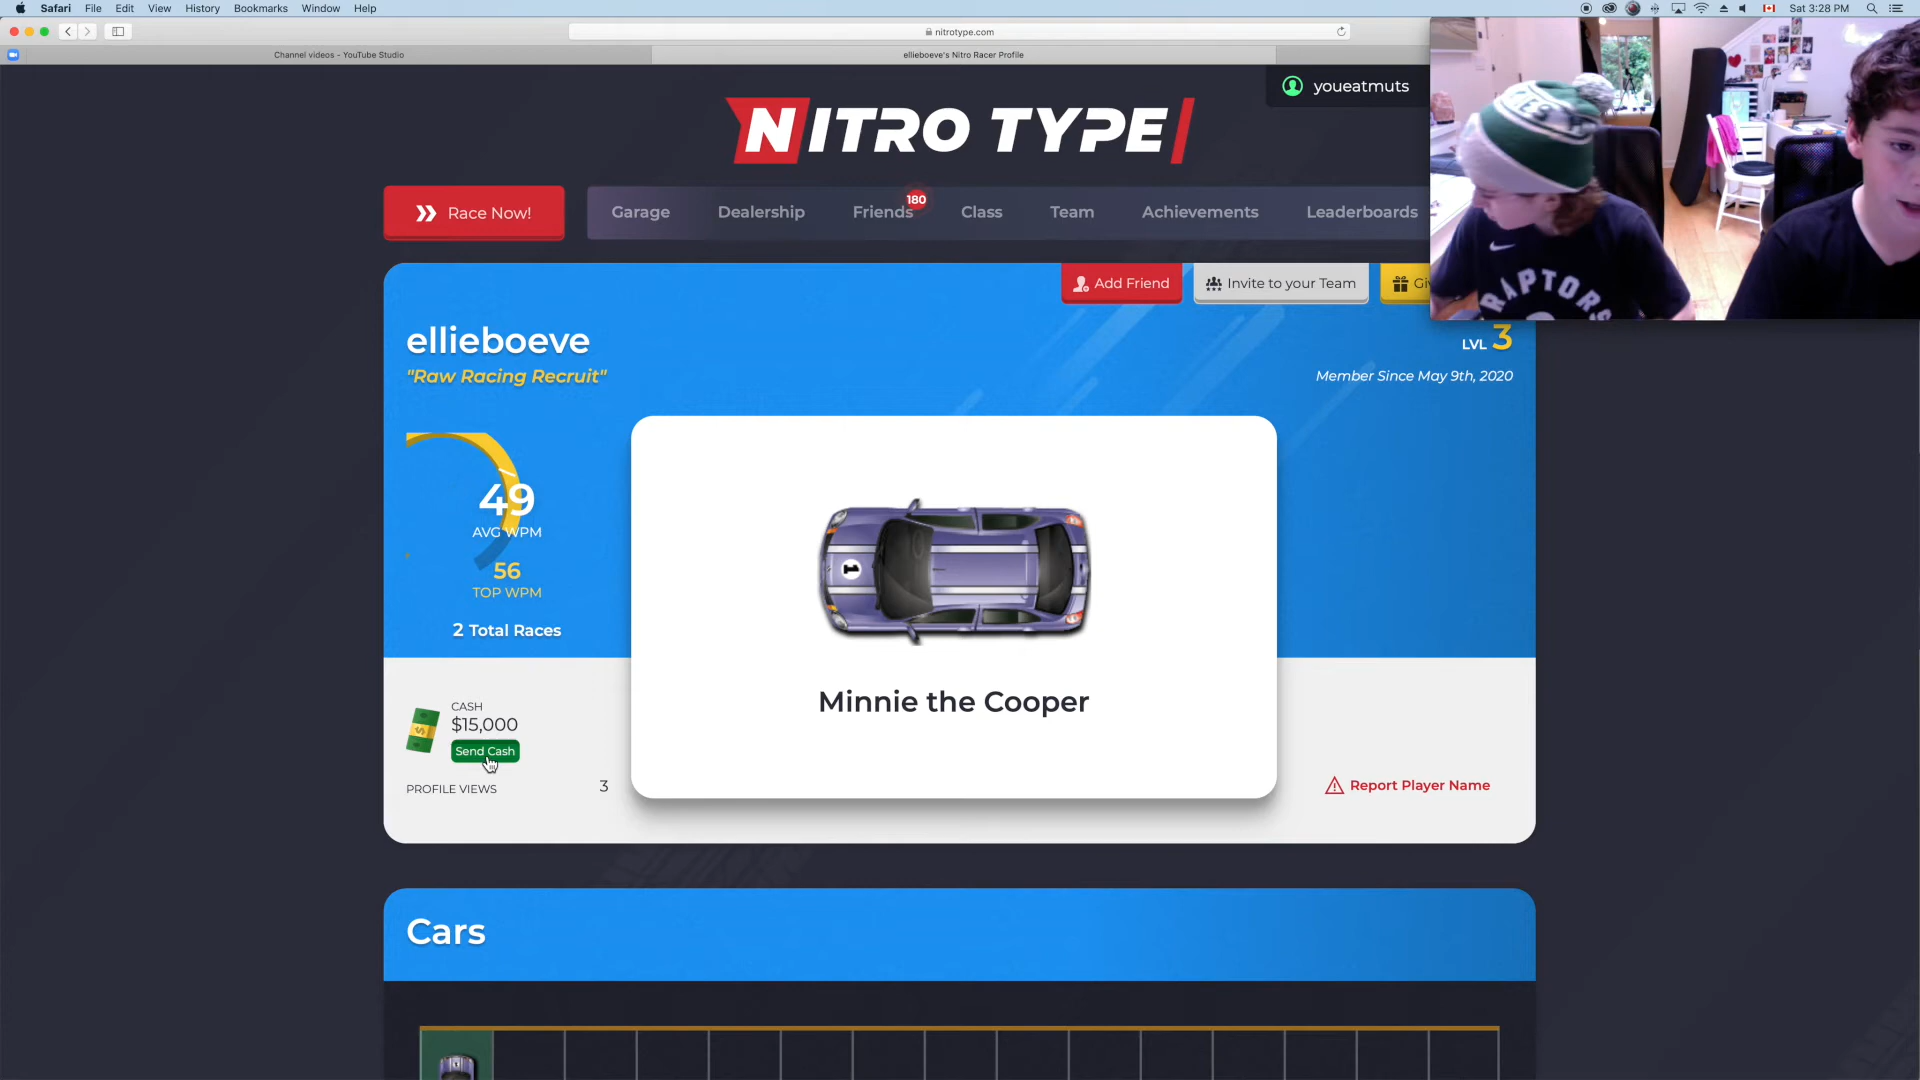 Safari File Edit View History Bookmarks Window Help
Sat 3:28 PM
nitrotype.com
Channel videos - YouTube Studio
ellieboeve's Nitro Racer Profile
youeatmuts
NITRO TYPE
Race Now!
Garage Dealership Friends 180 Class Team Achievements Leaderboards
Add Friend
Invite to your Team
ellieboeve
"Raw Racing Recruit"
LVL 3
Member Since May 9th, 2020
49
AVG WPM
56
TOP WPM
2 Total Races
1
Minnie the Cooper
CASH
$15,000
Send Cash
PROFILE VIEWS 3
Report Player Name
Cars
RAPTORS